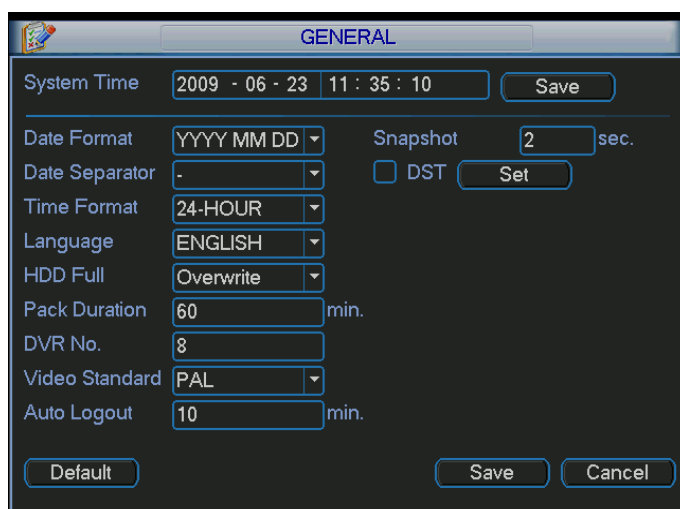 GENERAL
System Time 2009 - 06 - 23 11 : 35 : 10 Save
Date Format YYYY MM DD Snapshot 2 sec.
Date Separator - DST Set
Time Format 24-HOUR
Language ENGLISH
HDD Full Overwrite
Pack Duration 60 min.
DVR No. 8
Video Standard PAL
Auto Logout 10 min.
Default Save Cancel